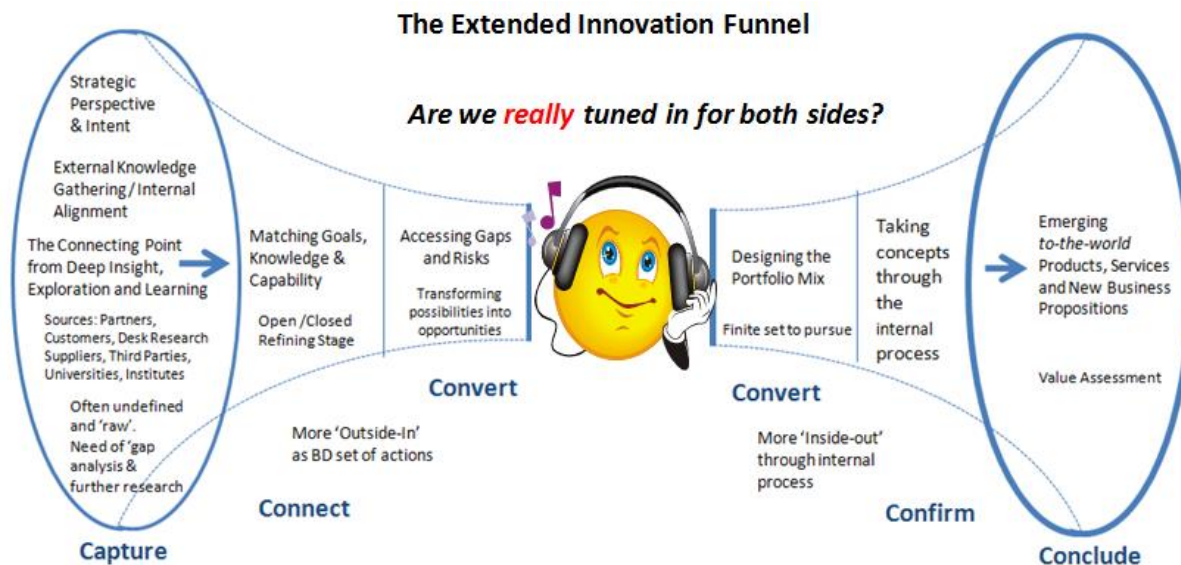 The Extended Innovation Funnel
Are we really tuned in for both sides?
Strategic
Perspective
& Intent
External Knowledge
Gathering/Internal
Alignment
The Connecting Point
from Deep Insight,
Exploration and Learning
Sources: Partners,
Customers, Desk Research
Suppliers, Third Parties,
Universities, Institutes
Often undefined
and ‘raw’.
Need of ‘gap
analysis &
further research
Capture
Matching Goals,
Knowledge &
Capability
Open /Closed
Refining Stage
Connect
Accessing Gaps
and Risks
Transforming
possibilities into
opportunities
Convert
More ‘Outside-In’
as BD set of actions
Designing the
Portfolio Mix
Finite set to pursue
Convert
More ‘Inside-out’
through internal
process
Taking
concepts
through
the
internal
process
Confirm
Emerging
to-the-world
Products, Services
and New Business
Propositions
Value Assessment
Conclude